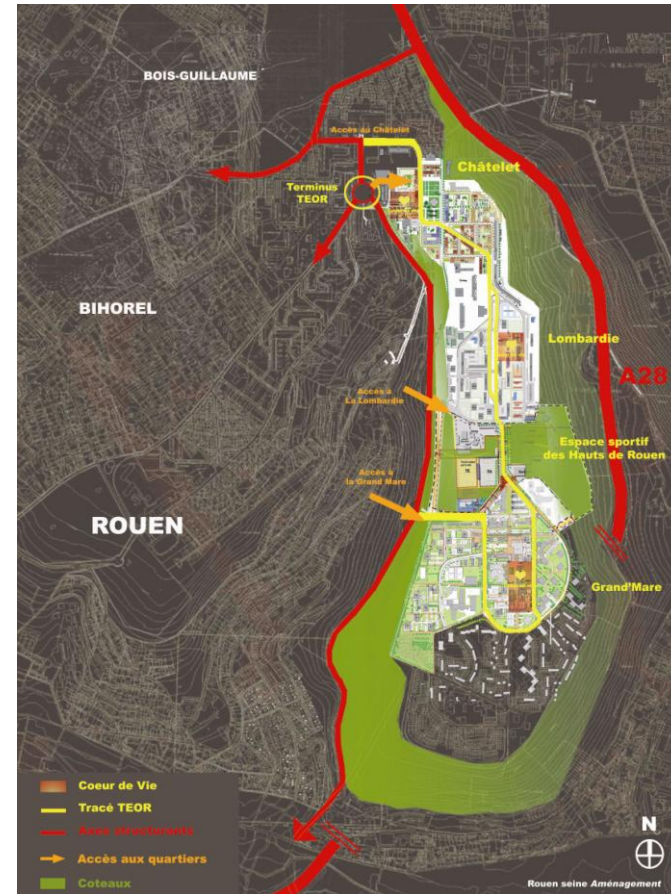 BOIS-GUILLAUME
Accès au Châtelet
Châtelet
Terminus
TEOR
BIHOREL
Lombardie
A28
Accès à
La Lombardie
Espace sportif
des Hauts de Rouen
Accès à
la Grand Mare
ROUEN
Grand'Mare
Coeur de Vie
Tracé TEOR
Axes structurants
Accès aux quartiers
Coteaux
N
Rouen seine Aménagement